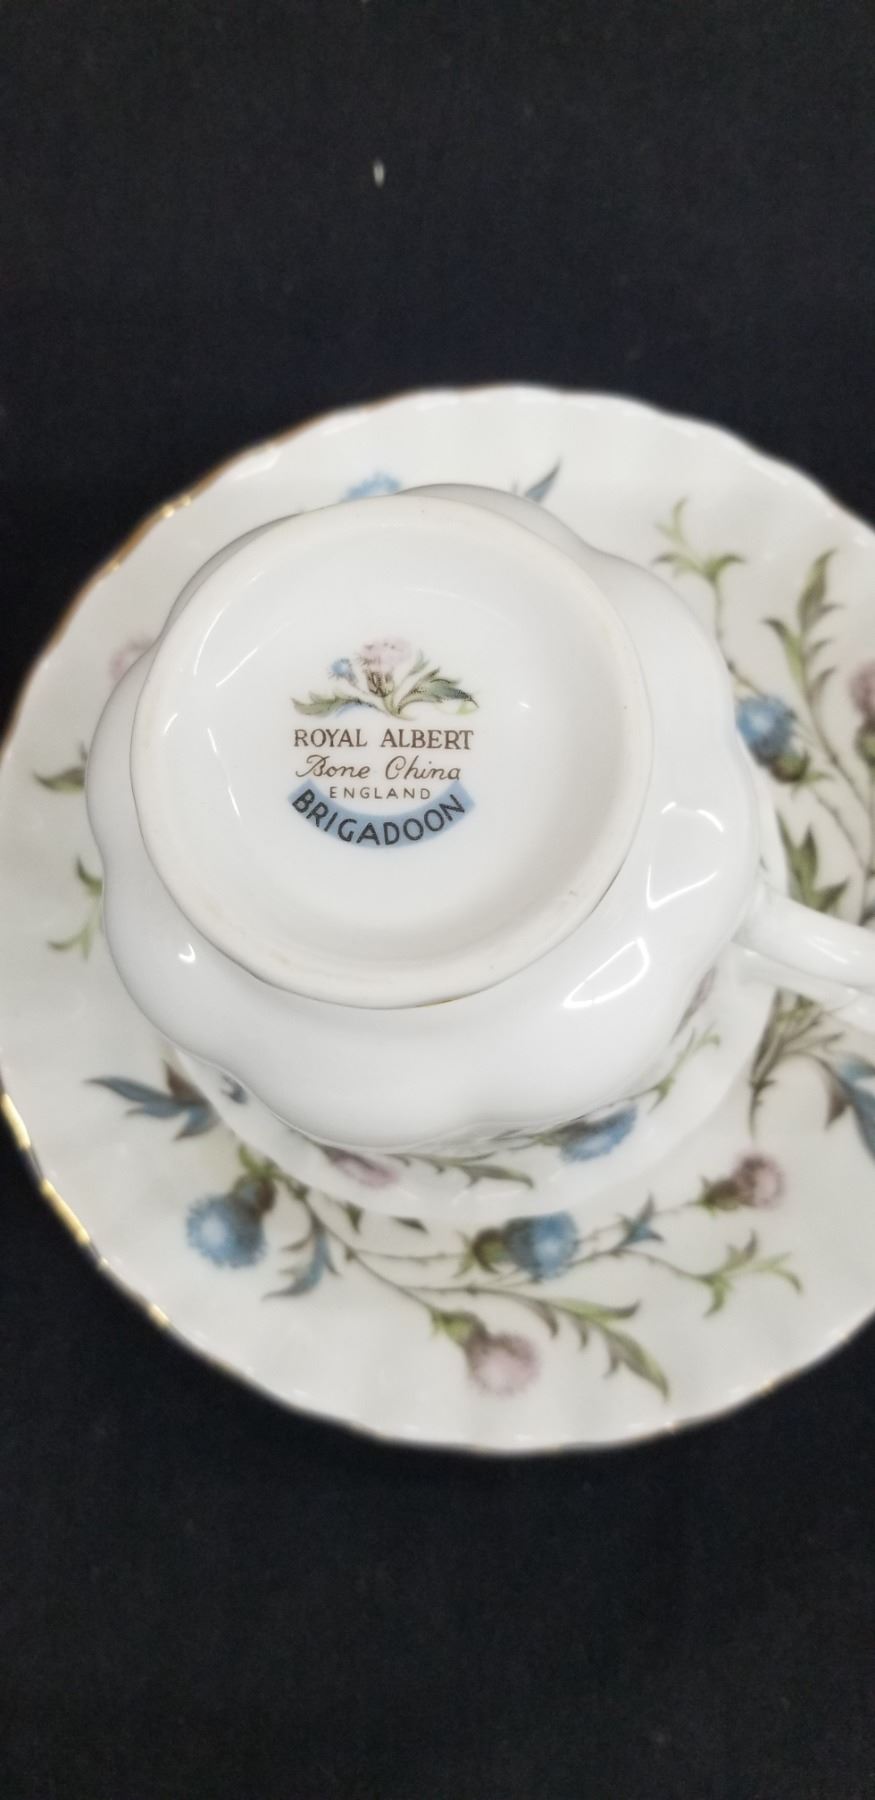 ROYAL ALBERT
Bone China
ENGLAND
BRIGADOON